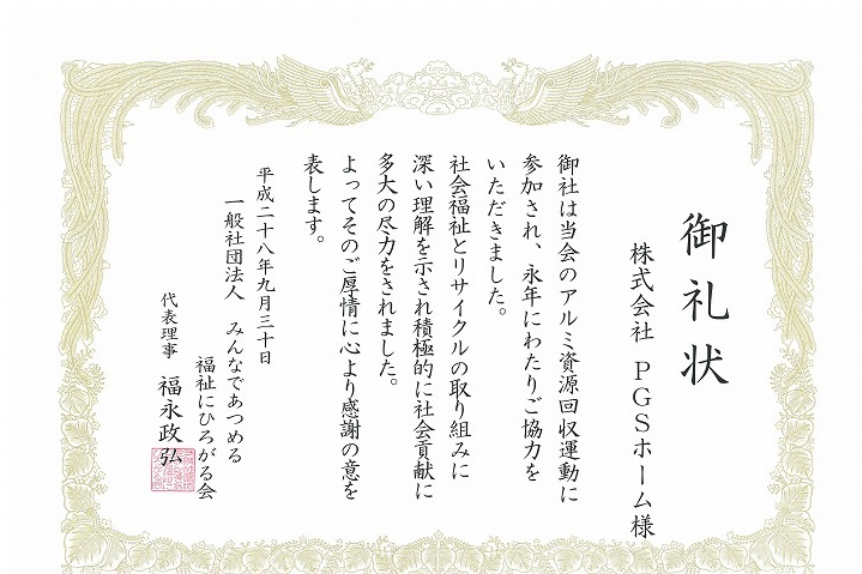 御礼状
株式会社 PGSホーム様
御社は当会のアルミ資源回収運動に
参加され、永年にわたりご協力を
いただきました。
社会福祉とリサイクルの取り組みに
深い理解を示され積極的に社会貢献に
多大の尽力をされました。
よってそのご厚情に心より感謝の意を
表します。
平成二十八年九月三十日
一般社団法人 みんなであつめる
福祉にひろがる会
代表理事 福永政弘